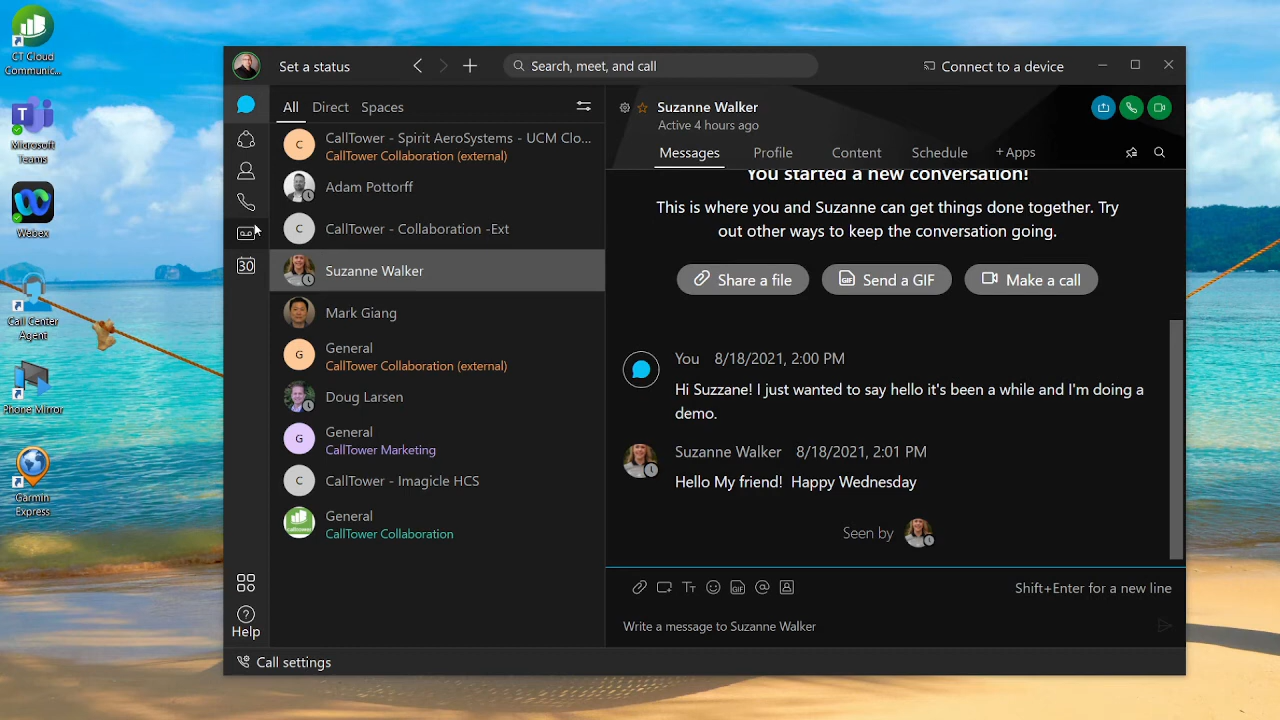 CT Cloud
Communic...
Microsoft
Teams
Webex
Call Center
Agent
Phone Mirror
Garmin
Express
Set a status
Search, meet, and call
Connect to a device
All
Direct
Spaces
CallTower - Spirit AeroSystems - UCM Clo...
CallTower Collaboration (external)
Adam Pottorff
C
CallTower - Collaboration -Ext
Suzanne Walker
Mark Giang
G
General
CallTower Collaboration (external)
Doug Larsen
G
General
CallTower Marketing
C
CallTower - Imagicle HCS
General
CallTower Collaboration
30
Help
Call settings
Suzanne Walker
Active 4 hours ago
Messages
Profile
Content
Schedule
+ Apps
You started a new conversation!
This is where you and Suzanne can get things done together. Try
out other ways to keep the conversation going.
Share a file
GIF
Send a GIF
Make a call
You 8/18/2021, 2:00 PM
Hi Suzzane! I just wanted to say hello it's been a while and I'm doing a
demo.
Suzanne Walker 8/18/2021, 2:01 PM
Hello My friend! Happy Wednesday
Seen by
Shift+Enter for a new line
Write a message to Suzanne Walker